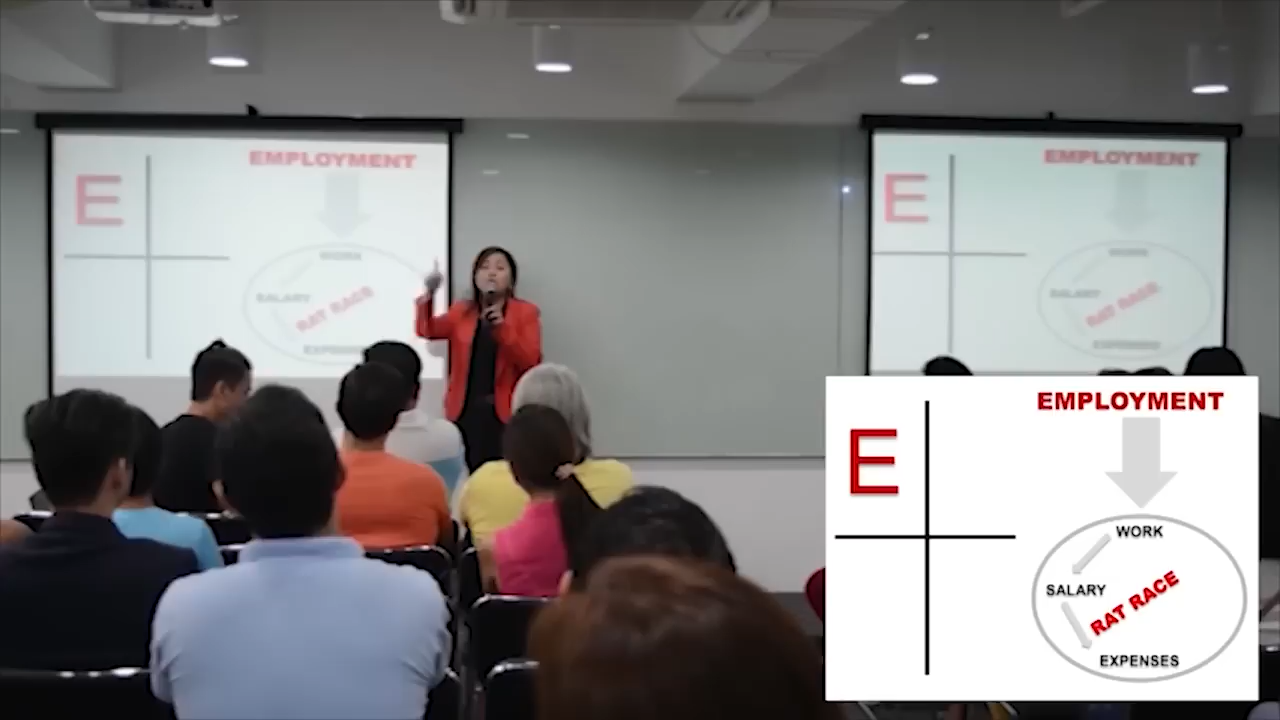 EMPLOYMENT
E
WORK
SALARY
RAT RACE
EXPENSES
EMPLOYMENT
E
WORK
SALARY
RAT RACE
EXPENSES
EMPLOYMENT
E
WORK
SALARY
RAT RACE
EXPENSES